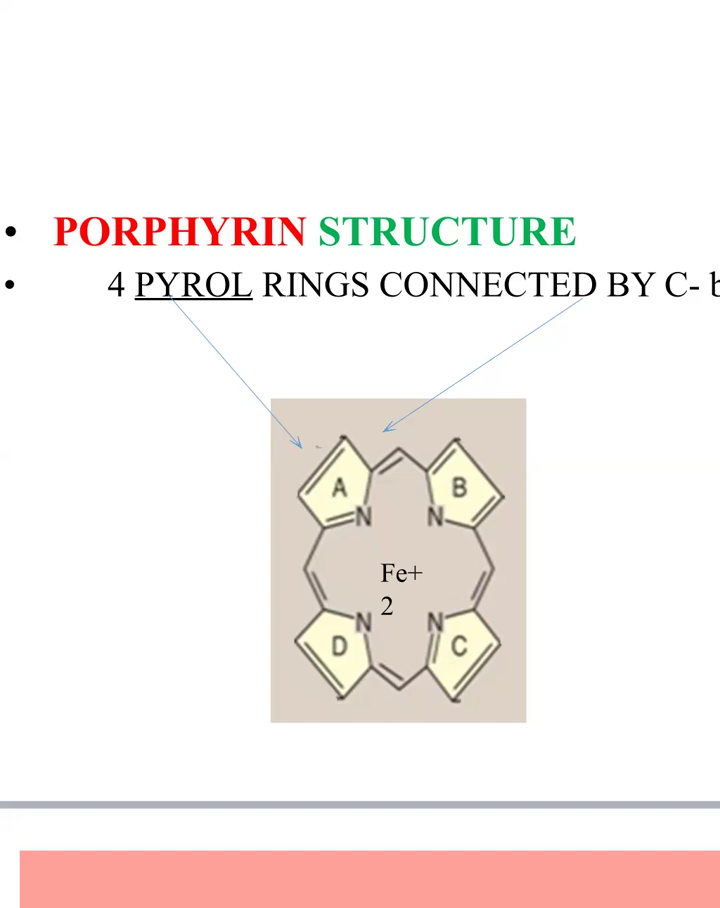 • PORPHYRIN STRUCTURE
• 4 PYROL RINGS CONNECTED BY C-
A
B
N
N
Fe+
2
N
N
D
C